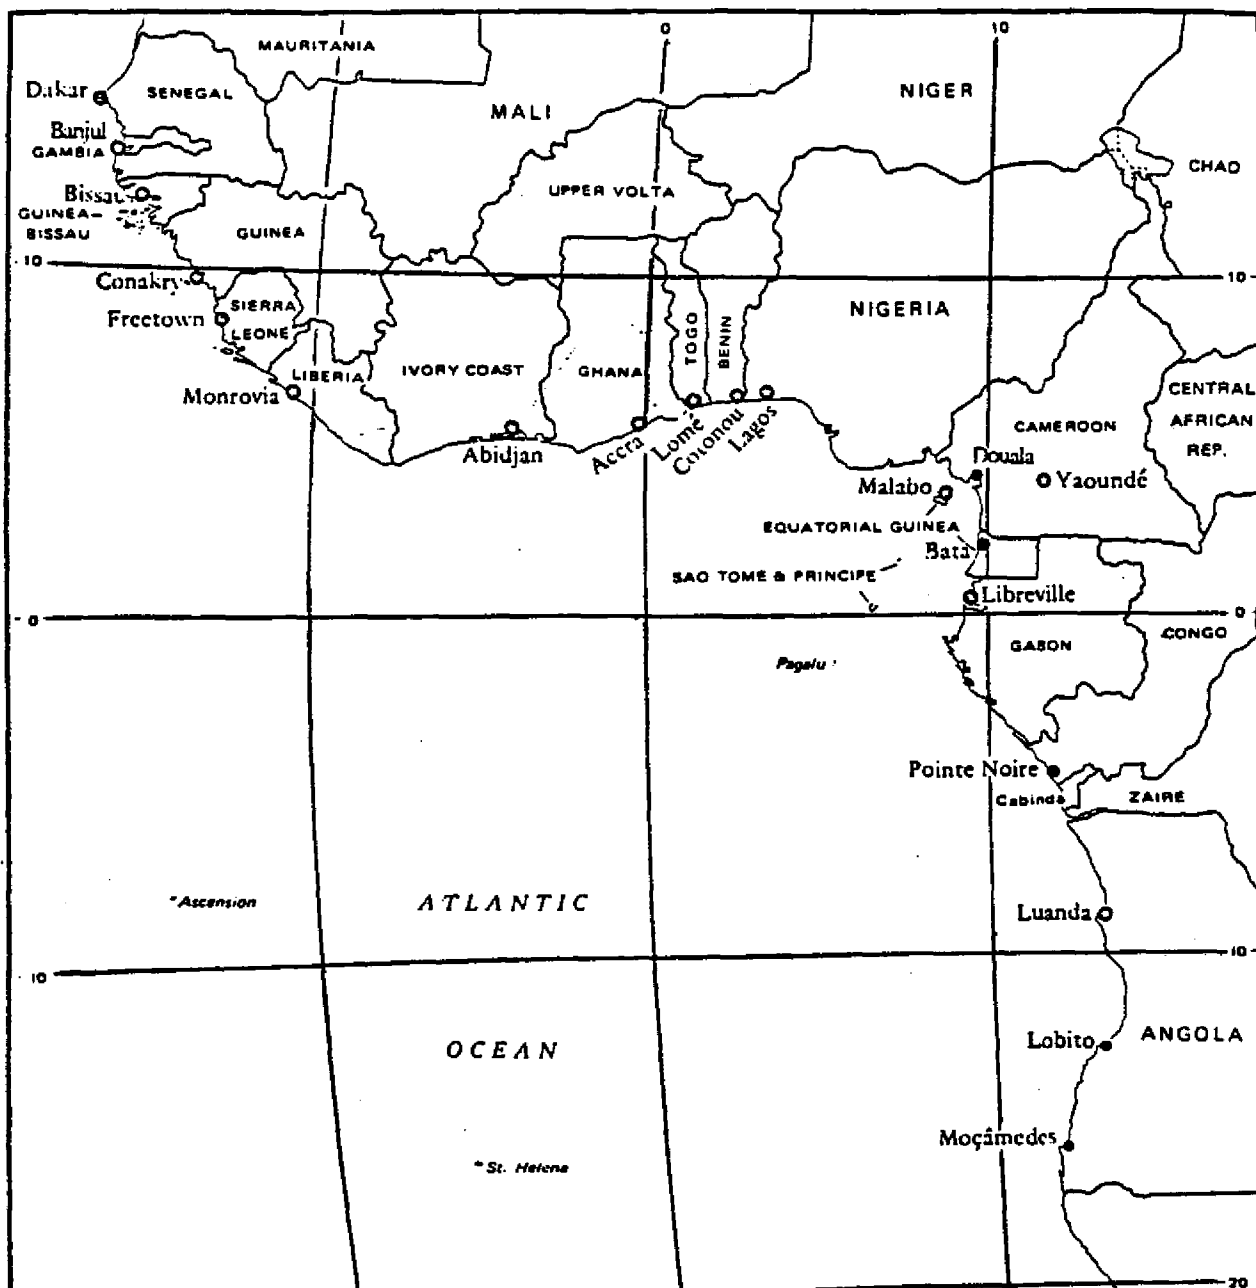 0
10
MAURITANIA
Dakar
SENEGAL
MALI
NIGER
Banjul
GAMBIA
CHAD
Bissau
GUINEA-
BISSAU
UPPER VOLTA
GUINEA
10
10
Conakry
SIERRA
LEONE
Freetown
NIGERIA
TOGO
BENIN
LIBERIA
IVORY COAST
GHANA
Monrovia
CENTRAL
AFRICAN
REP.
Abidjan
Accra
Lomé
Cotonou
Lagos
CAMEROON
Douala
Malabo
Yaoundé
EQUATORIAL GUINEA
Bata
SAO TOME & PRINCIPE
Libreville
0
0
GABON
CONGO
Pagalu
Pointe Noire
Cabinda
ZAIRE
Ascension
ATLANTIC
Luanda
10
10
OCEAN
Lobito
ANGOLA
Moçâmedes
St. Helena
20